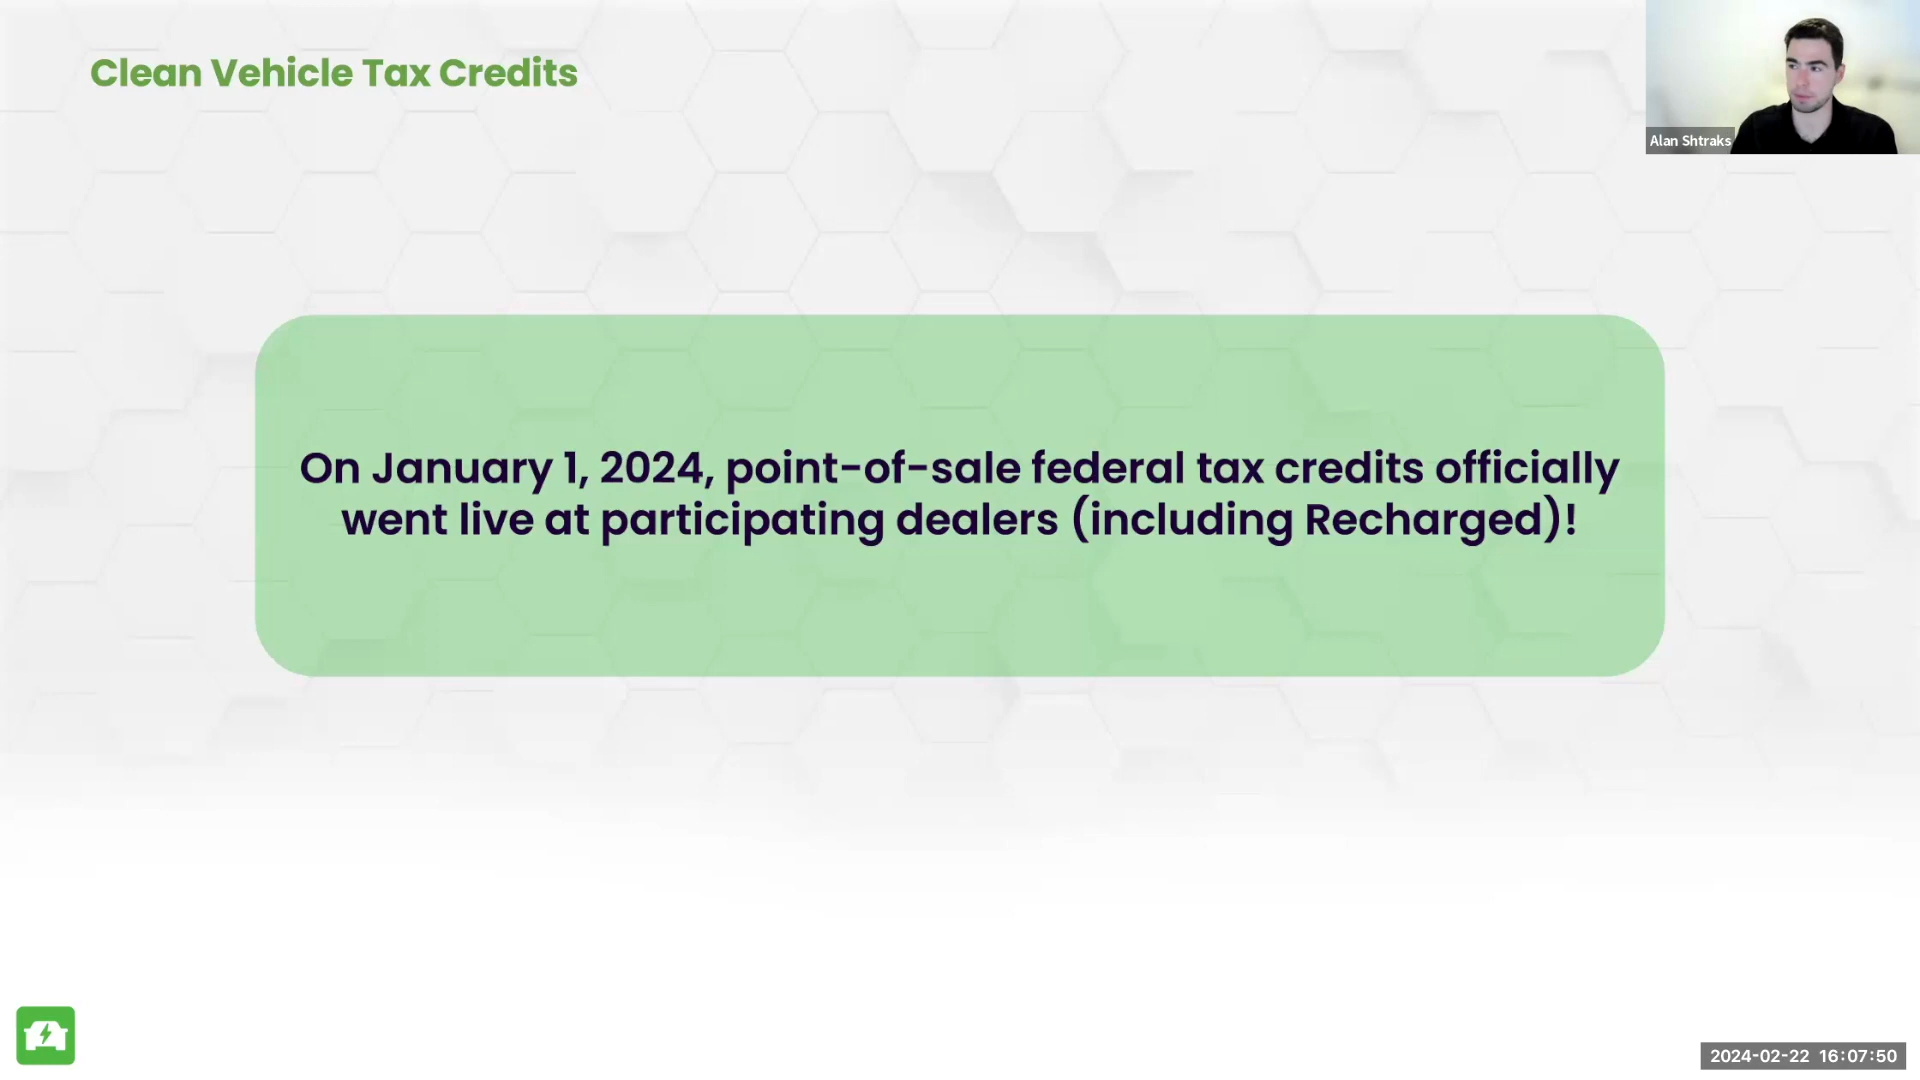 Clean Vehicle Tax Credits
Alan Shtraks
On January 1, 2024, point-of-sale federal tax credits officially
went live at participating dealers (including Recharged)!
2024-02-22 16:07:50